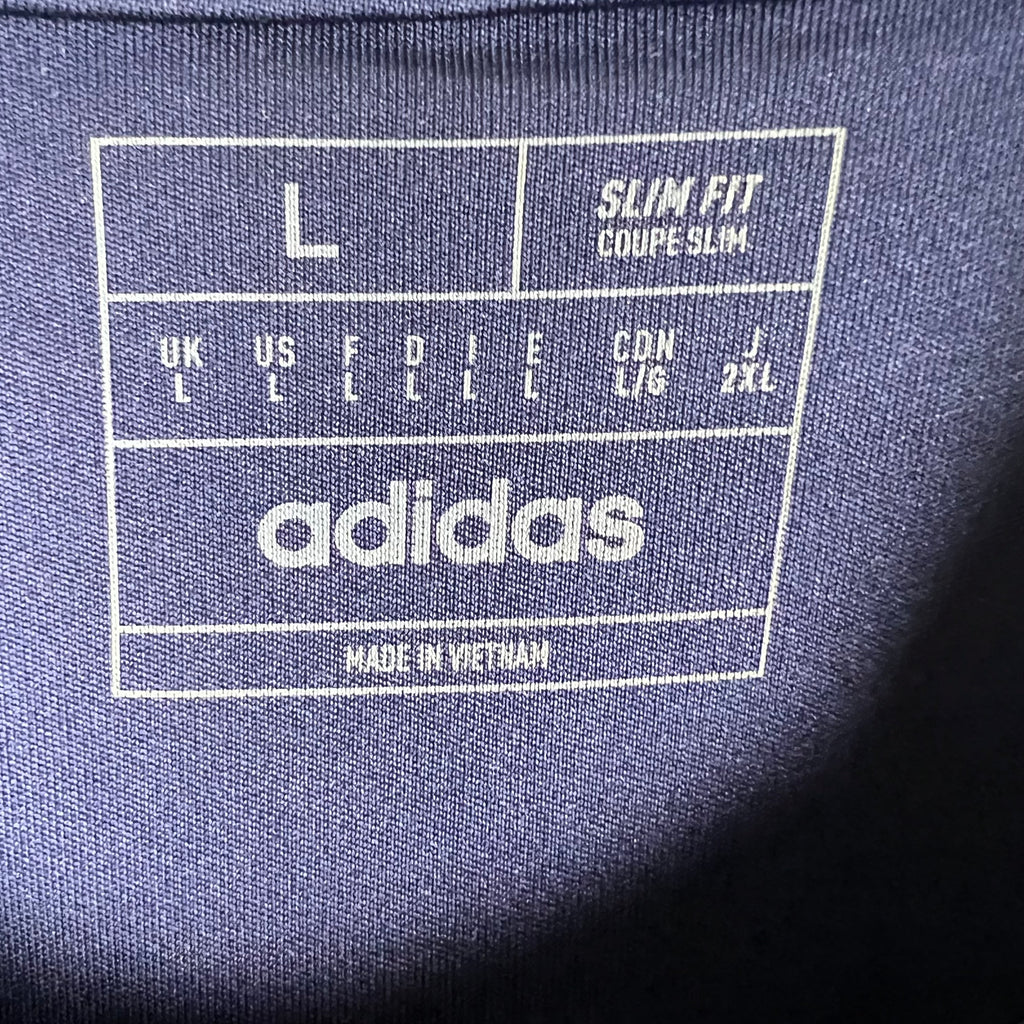 L
SLIM FIT
COUPE SLIM
UK US F D I E CDN J
L L L L L L L/G 2XL
adidas
MADE IN VIETNAM